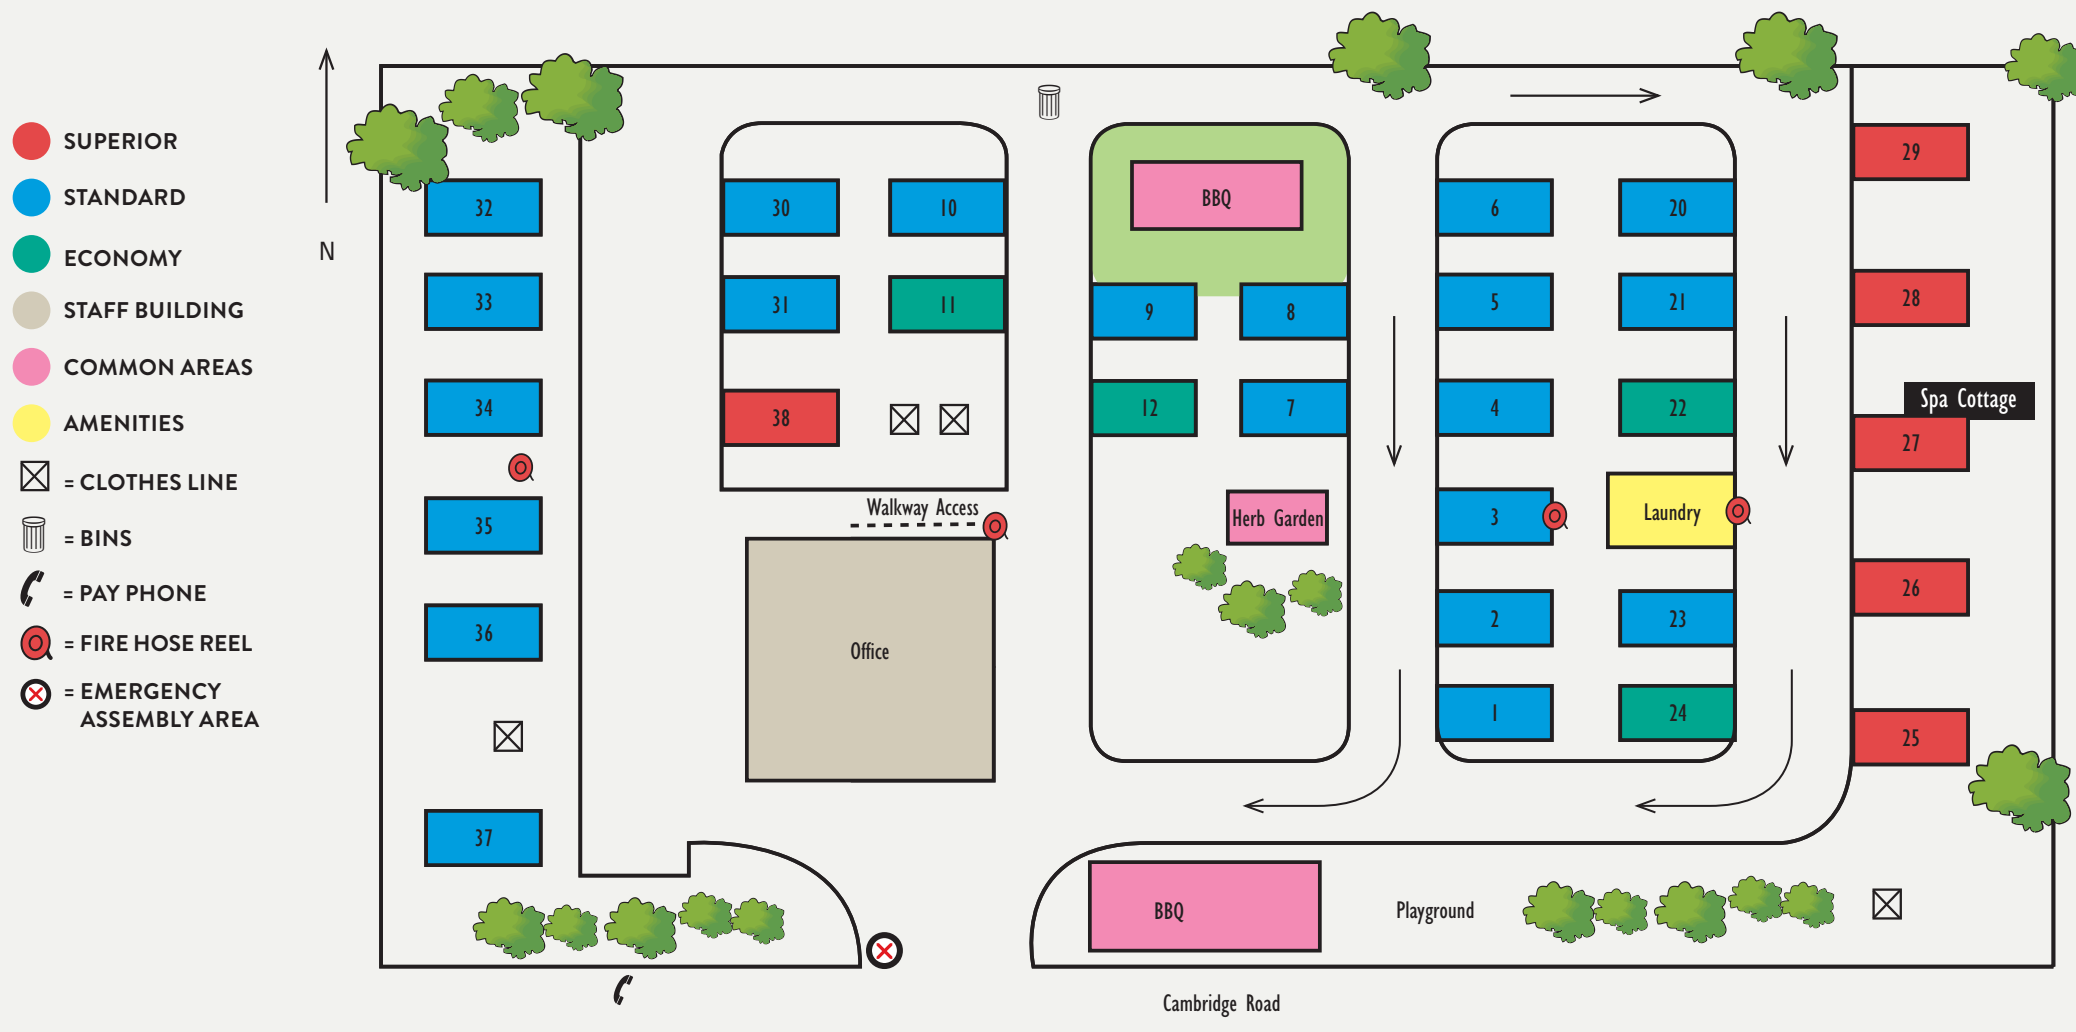 SUPERIOR
STANDARD
ECONOMY
STAFF BUILDING
COMMON AREAS
AMENITIES
= CLOTHES LINE
= BINS
= PAY PHONE
= FIRE HOSE REEL
= EMERGENCY
ASSEMBLY AREA
N
32
33
34
35
36
37
30
10
31
11
38
Walkway Access
Office
BBQ
9
8
12
7
Herb Garden
6
20
5
21
4
22
3
Laundry
2
23
1
24
29
28
Spa Cottage
27
26
25
BBQ
Playground
Cambridge Road